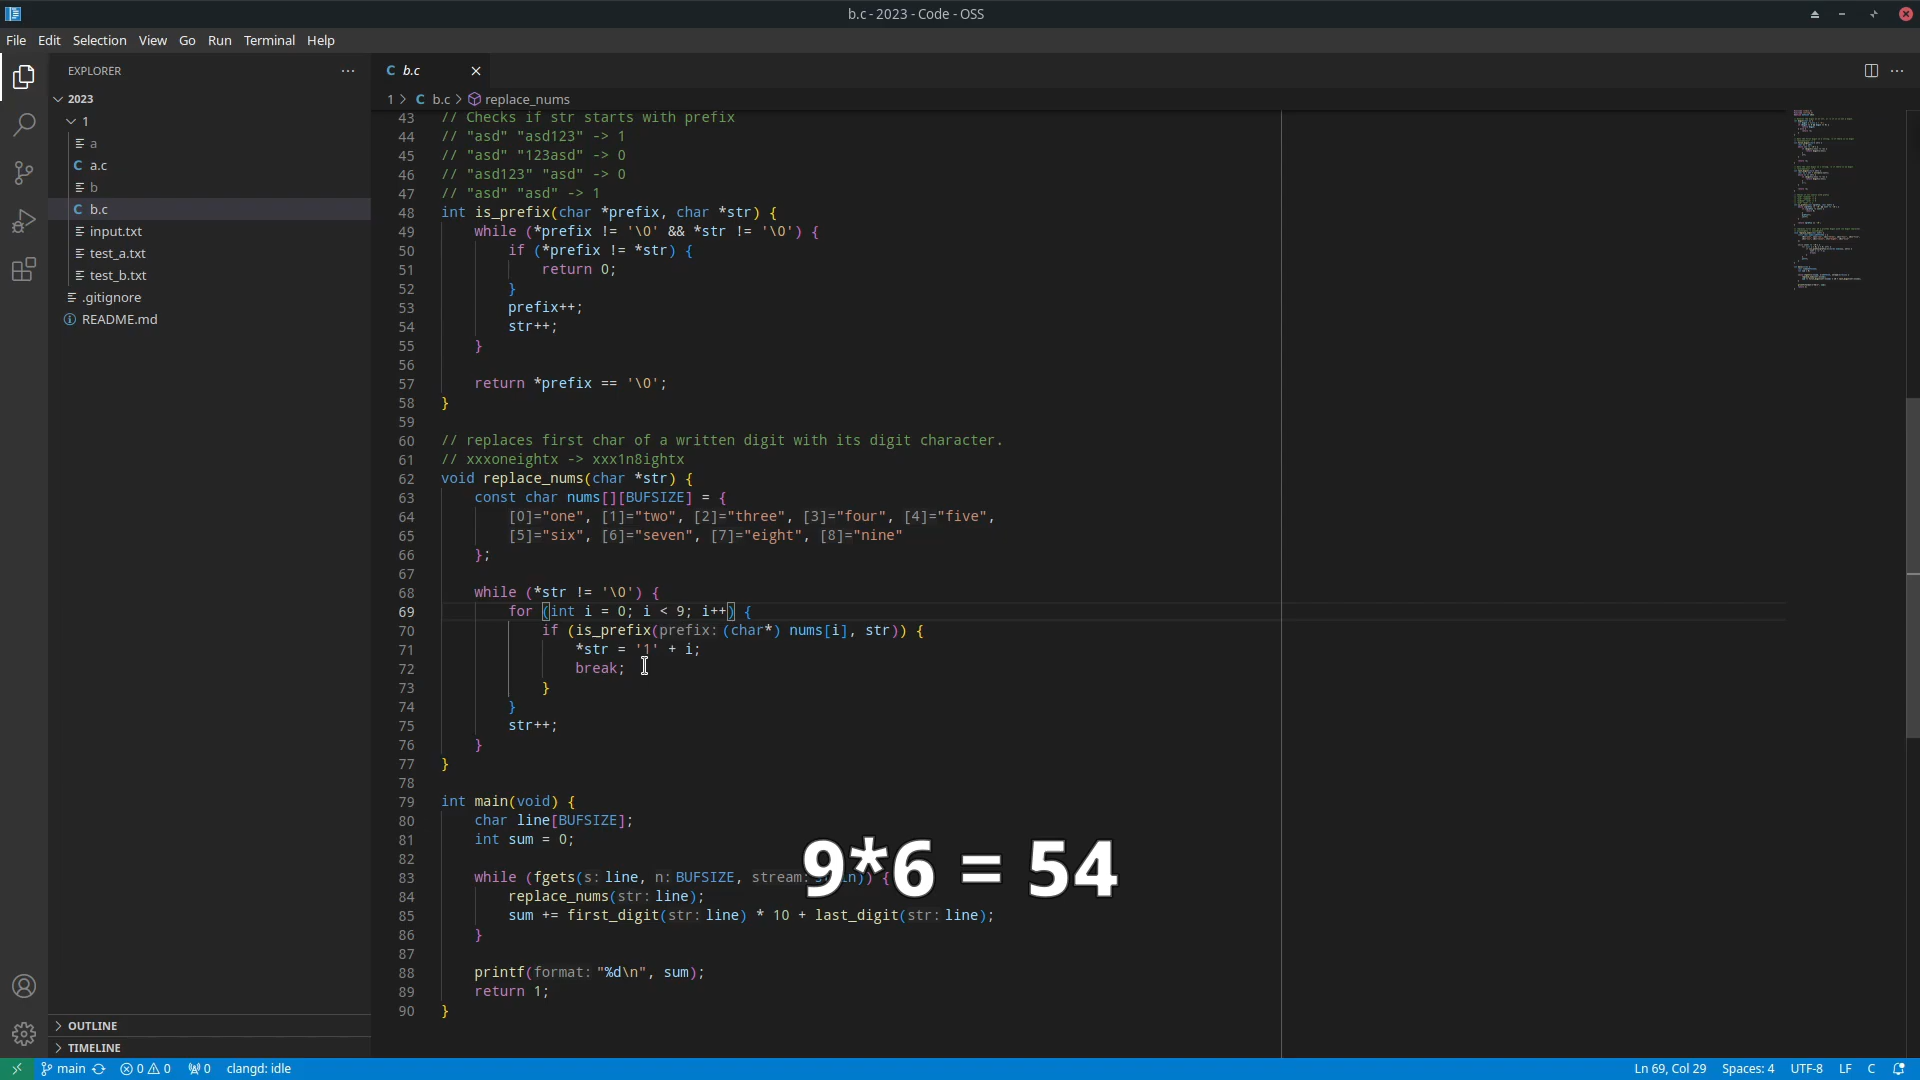 b.c - 2023 - Code - OSS
File Edit Selection View Go Run Terminal Help
EXPLORER
2023
1
a
C a.c
b
C b.c
input.txt
test_a.txt
test_b.txt
.gitignore
README.md
OUTLINE
TIMELINE
C b.c
1 > C b.c > replace_nums
43 // Checks if str starts with prefix
44 // "asd" "asd123" -> 1
45 // "asd" "123asd" -> 0
46 // "asd123" "asd" -> 0
47 // "asd" "asd" -> 1
48 int is_prefix(char *prefix, char *str) {
49 while (*prefix != '\0' && *str != '\0') {
50 if (*prefix != *str) {
51 return 0;
52 }
53 prefix++;
54 str++;
55 }
56
57 return *prefix == '\0';
58 }
59
60 // replaces first char of a written digit with its digit character.
61 // xxxoneightx -> xxx1n8ightx
62 void replace_nums(char *str) {
63 const char nums[][BUFSIZE] = {
64 [0]="one", [1]="two", [2]="three", [3]="four", [4]="five",
65 [5]="six", [6]="seven", [7]="eight", [8]="nine"
66 };
67
68 while (*str != '\0') {
69 for (int i = 0; i < 9; i++) {
70 if (is_prefix(prefix: (char*) nums[i], str)) {
71 *str = '1' + i;
72 break;
73 }
74 }
75 str++;
76 }
77 }
78
79 int main(void) {
80 char line[BUFSIZE];
81 int sum = 0;
82
83 while (fgets(s: line, n: BUFSIZE, stream: )) {
9*6 = 54
84 replace_nums(str: line);
85 sum += first_digit(str: line) * 10 + last_digit(str: line);
86 }
87
88 printf(format: "%d\n", sum);
89 return 1;
90 }
main 0 0 0 clangd: idle Ln 69, Col 29 Spaces: 4 UTF-8 LF C